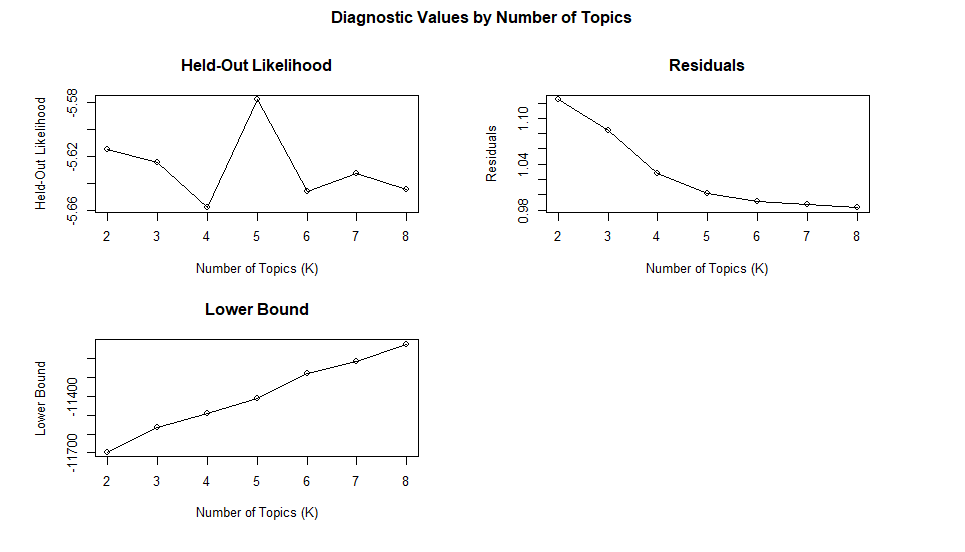 Diagnostic Values by Number of Topics
Held-Out Likelihood
Held-Out Likelihood
-5.58
-5.62
-5.66
2 3 4 5 6 7 8
Number of Topics (K)
Residuals
Residuals
1.10
1.04
0.98
2 3 4 5 6 7 8
Number of Topics (K)
Lower Bound
Lower Bound
-11400
-11700
2 3 4 5 6 7 8
Number of Topics (K)